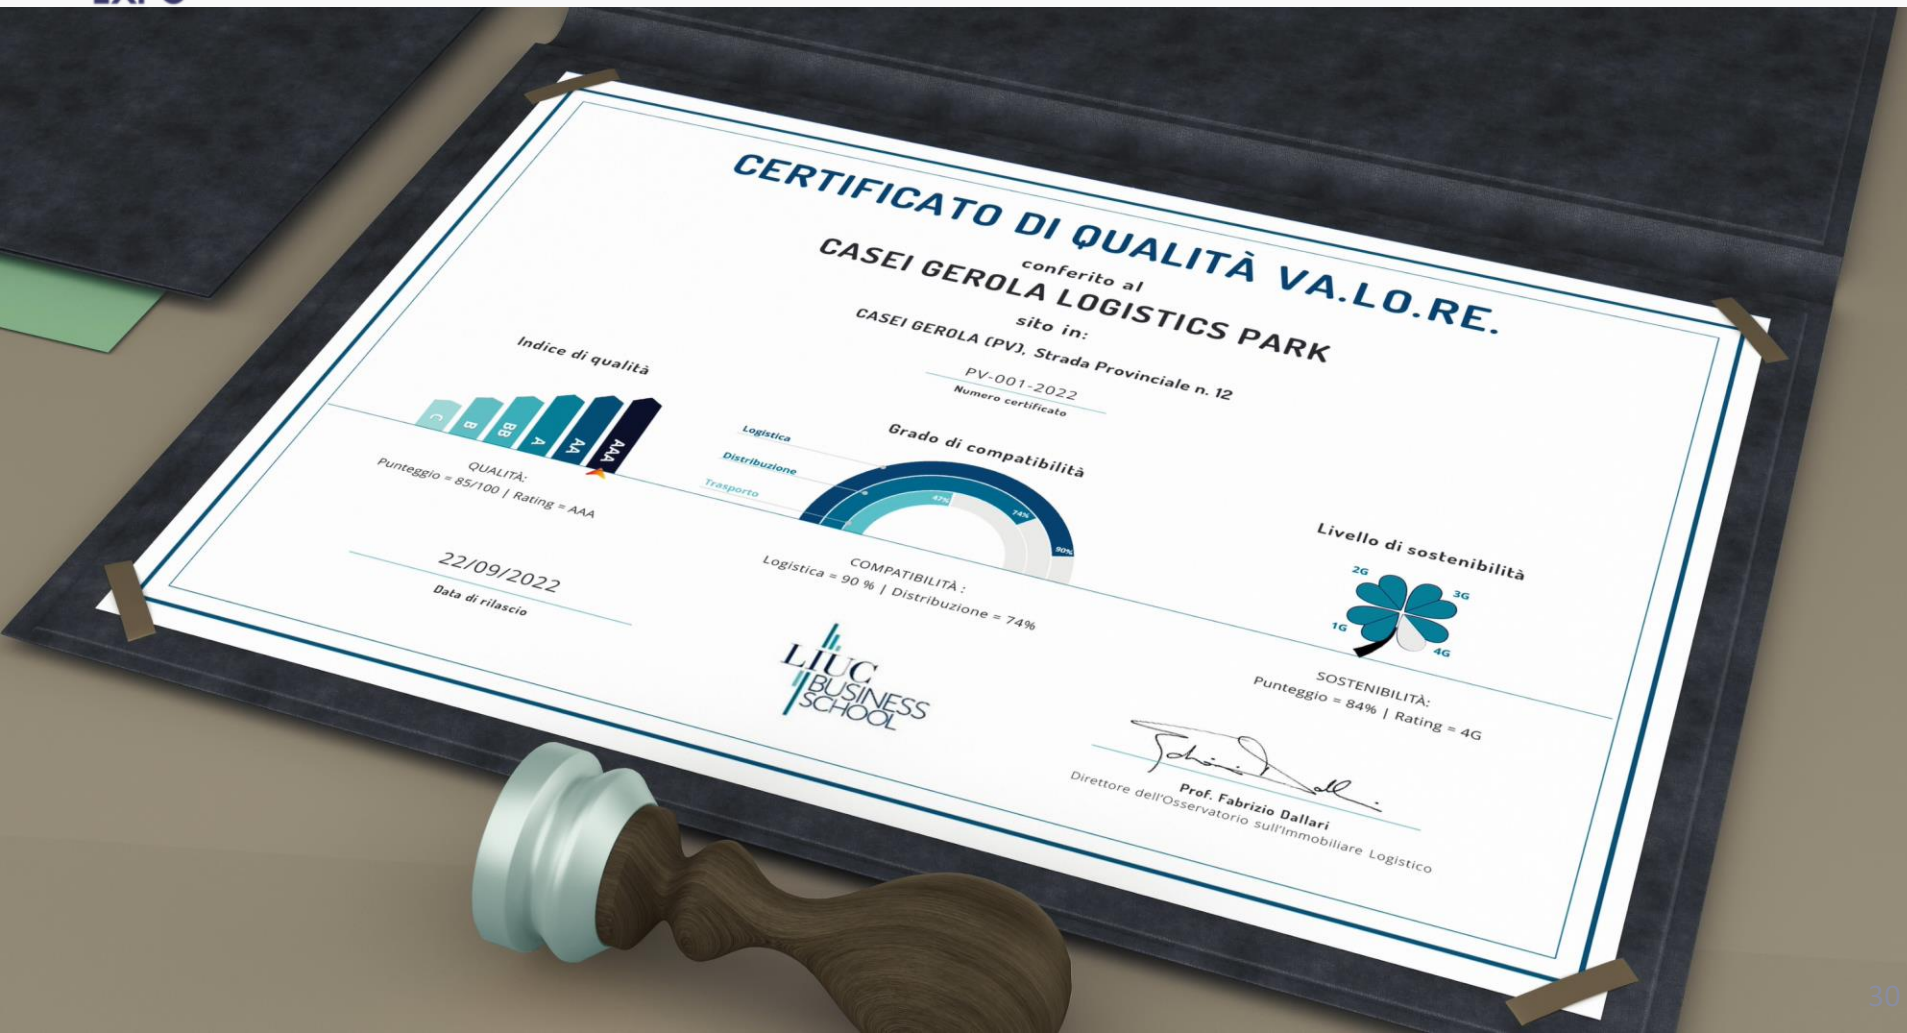 CERTIFICATO DI QUALITÀ VA.LO.RE.
conferito al
CASEI GEROLA LOGISTICS PARK
sito in:
CASEI GEROLA (PV), Strada Provinciale n. 12
PV-001-2022
Numero certificato
Indice di qualità
C
B
BB
A
AA
AAA
QUALITÀ:
Punteggio = 85/100 | Rating = AAA
Grado di compatibilità
Logistica
Distribuzione
Trasporto
47%
74%
90%
COMPATIBILITÀ :
Logistica = 90 % | Distribuzione = 74%
Livello di sostenibilità
2G
3G
1G
4G
SOSTENIBILITÀ:
Punteggio = 84% | Rating = 4G
22/09/2022
Data di rilascio
LIUC
BUSINESS
SCHOOL
Prof. Fabrizio Dallari
Direttore dell'Osservatorio sull'Immobiliare Logistico
30